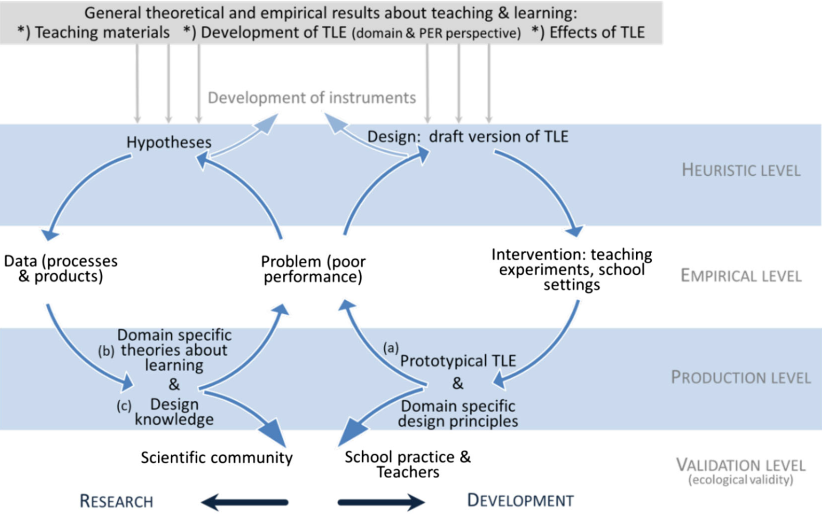 General theoretical and empirical results about teaching & learning:
*) Teaching materials *) Development of TLE (domain & PER perspective) *) Effects of TLE
Development of instruments
Hypotheses
Design: draft version of TLE
HEURISTIC LEVEL
Data (processes
& products)
Problem (poor
performance)
Intervention: teaching
experiments, school
settings
EMPIRICAL LEVEL
Domain specific
(b) theories about
learning
&
(c) Design
knowledge
(a)
Prototypical TLE
&
Domain specific
design principles
PRODUCTION LEVEL
Scientific community
School practice &
Teachers
VALIDATION LEVEL
(ecological validity)
RESEARCH
DEVELOPMENT